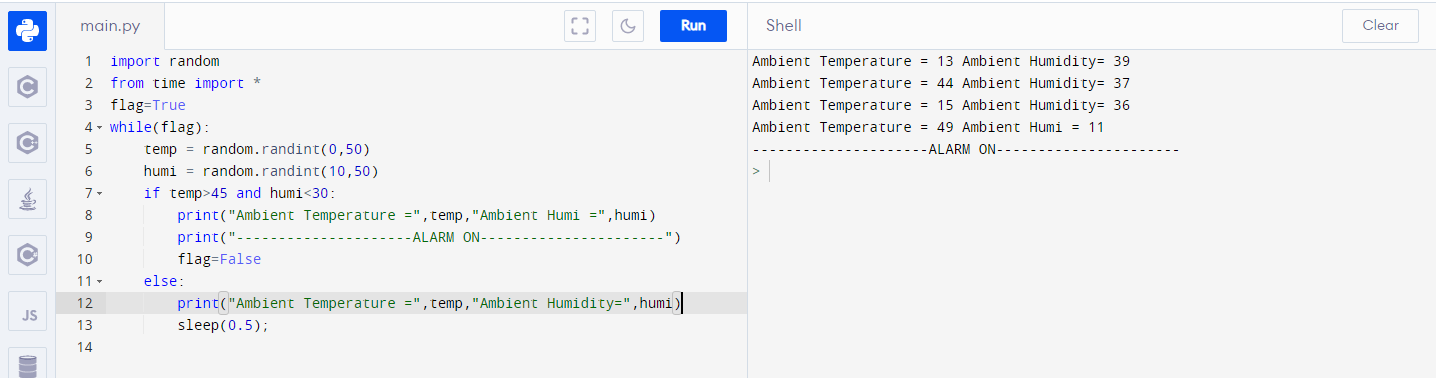 main.py
Run
Shell
Clear
1 import random
2 from time import *
3 flag=True
4 while(flag):
5     temp = random.randint(0,50)
6     humi = random.randint(10,50)
7     if temp>45 and humi<30:
8         print("Ambient Temperature =",temp,"Ambient Humi =",humi)
9         print("---------------------ALARM ON----------------------")
10         flag=False
11     else:
12         print("Ambient Temperature =",temp,"Ambient Humidity=",humi)
13         sleep(0.5);
14
Ambient Temperature = 13 Ambient Humidity= 39
Ambient Temperature = 44 Ambient Humidity= 37
Ambient Temperature = 15 Ambient Humidity= 36
Ambient Temperature = 49 Ambient Humi = 11
---------------------ALARM ON----------------------
>
C
C++
C#
JS